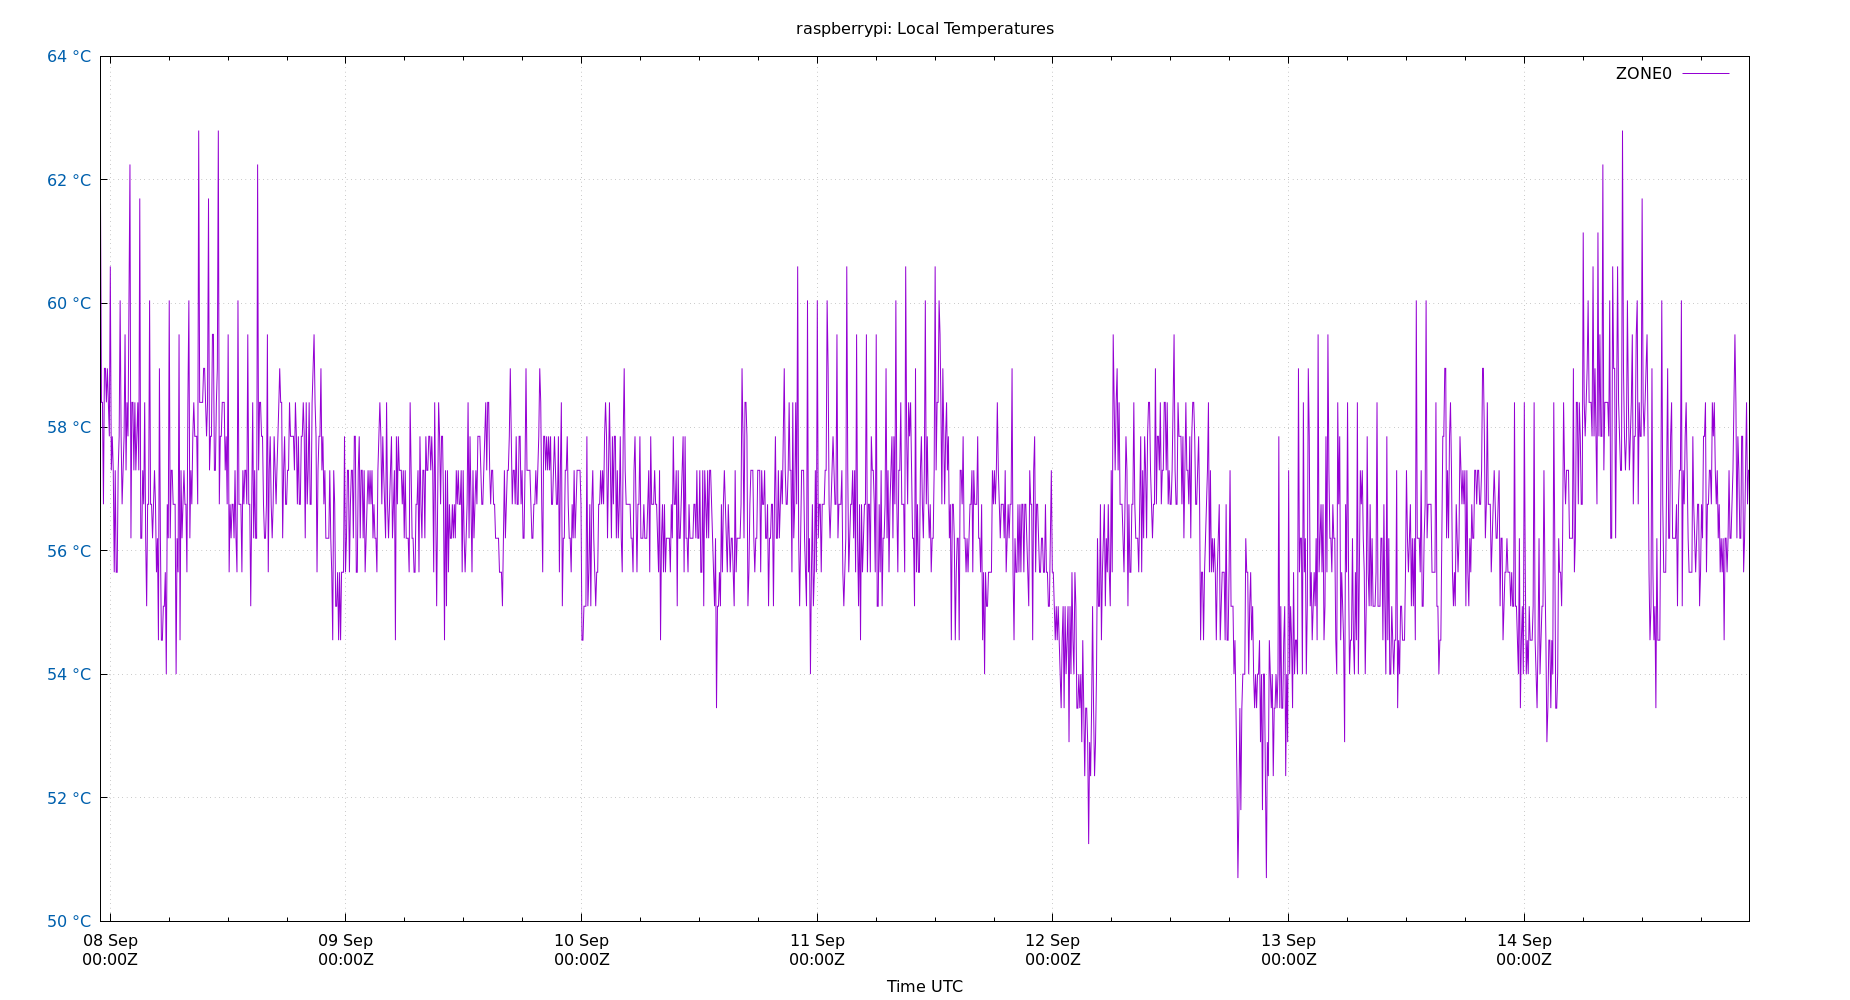 raspberrypi: Local Temperatures
64 °C
ZONE0
62 °C
60 °C
58 °C
56 °C
54 °C
52 °C
50 °C
08 Sep 09 Sep 10 Sep 11 Sep 12 Sep 13 Sep 14 Sep
00:00Z 00:00Z 00:00Z 00:00Z 00:00Z 00:00Z 00:00Z
Time UTC